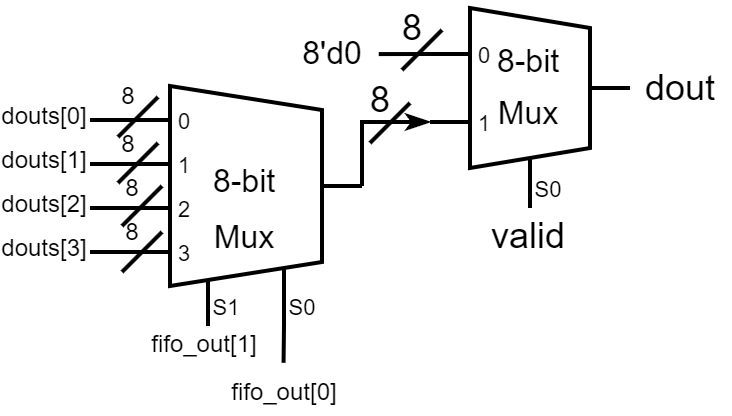 8
8'd0
0
8-bit
8
1
Mux
dout
S0
valid
8
douts[0]
0
8
douts[1]
1
8
douts[2]
2
8
douts[3]
3
8-bit
Mux
S1
S0
fifo_out[1]
fifo_out[0]